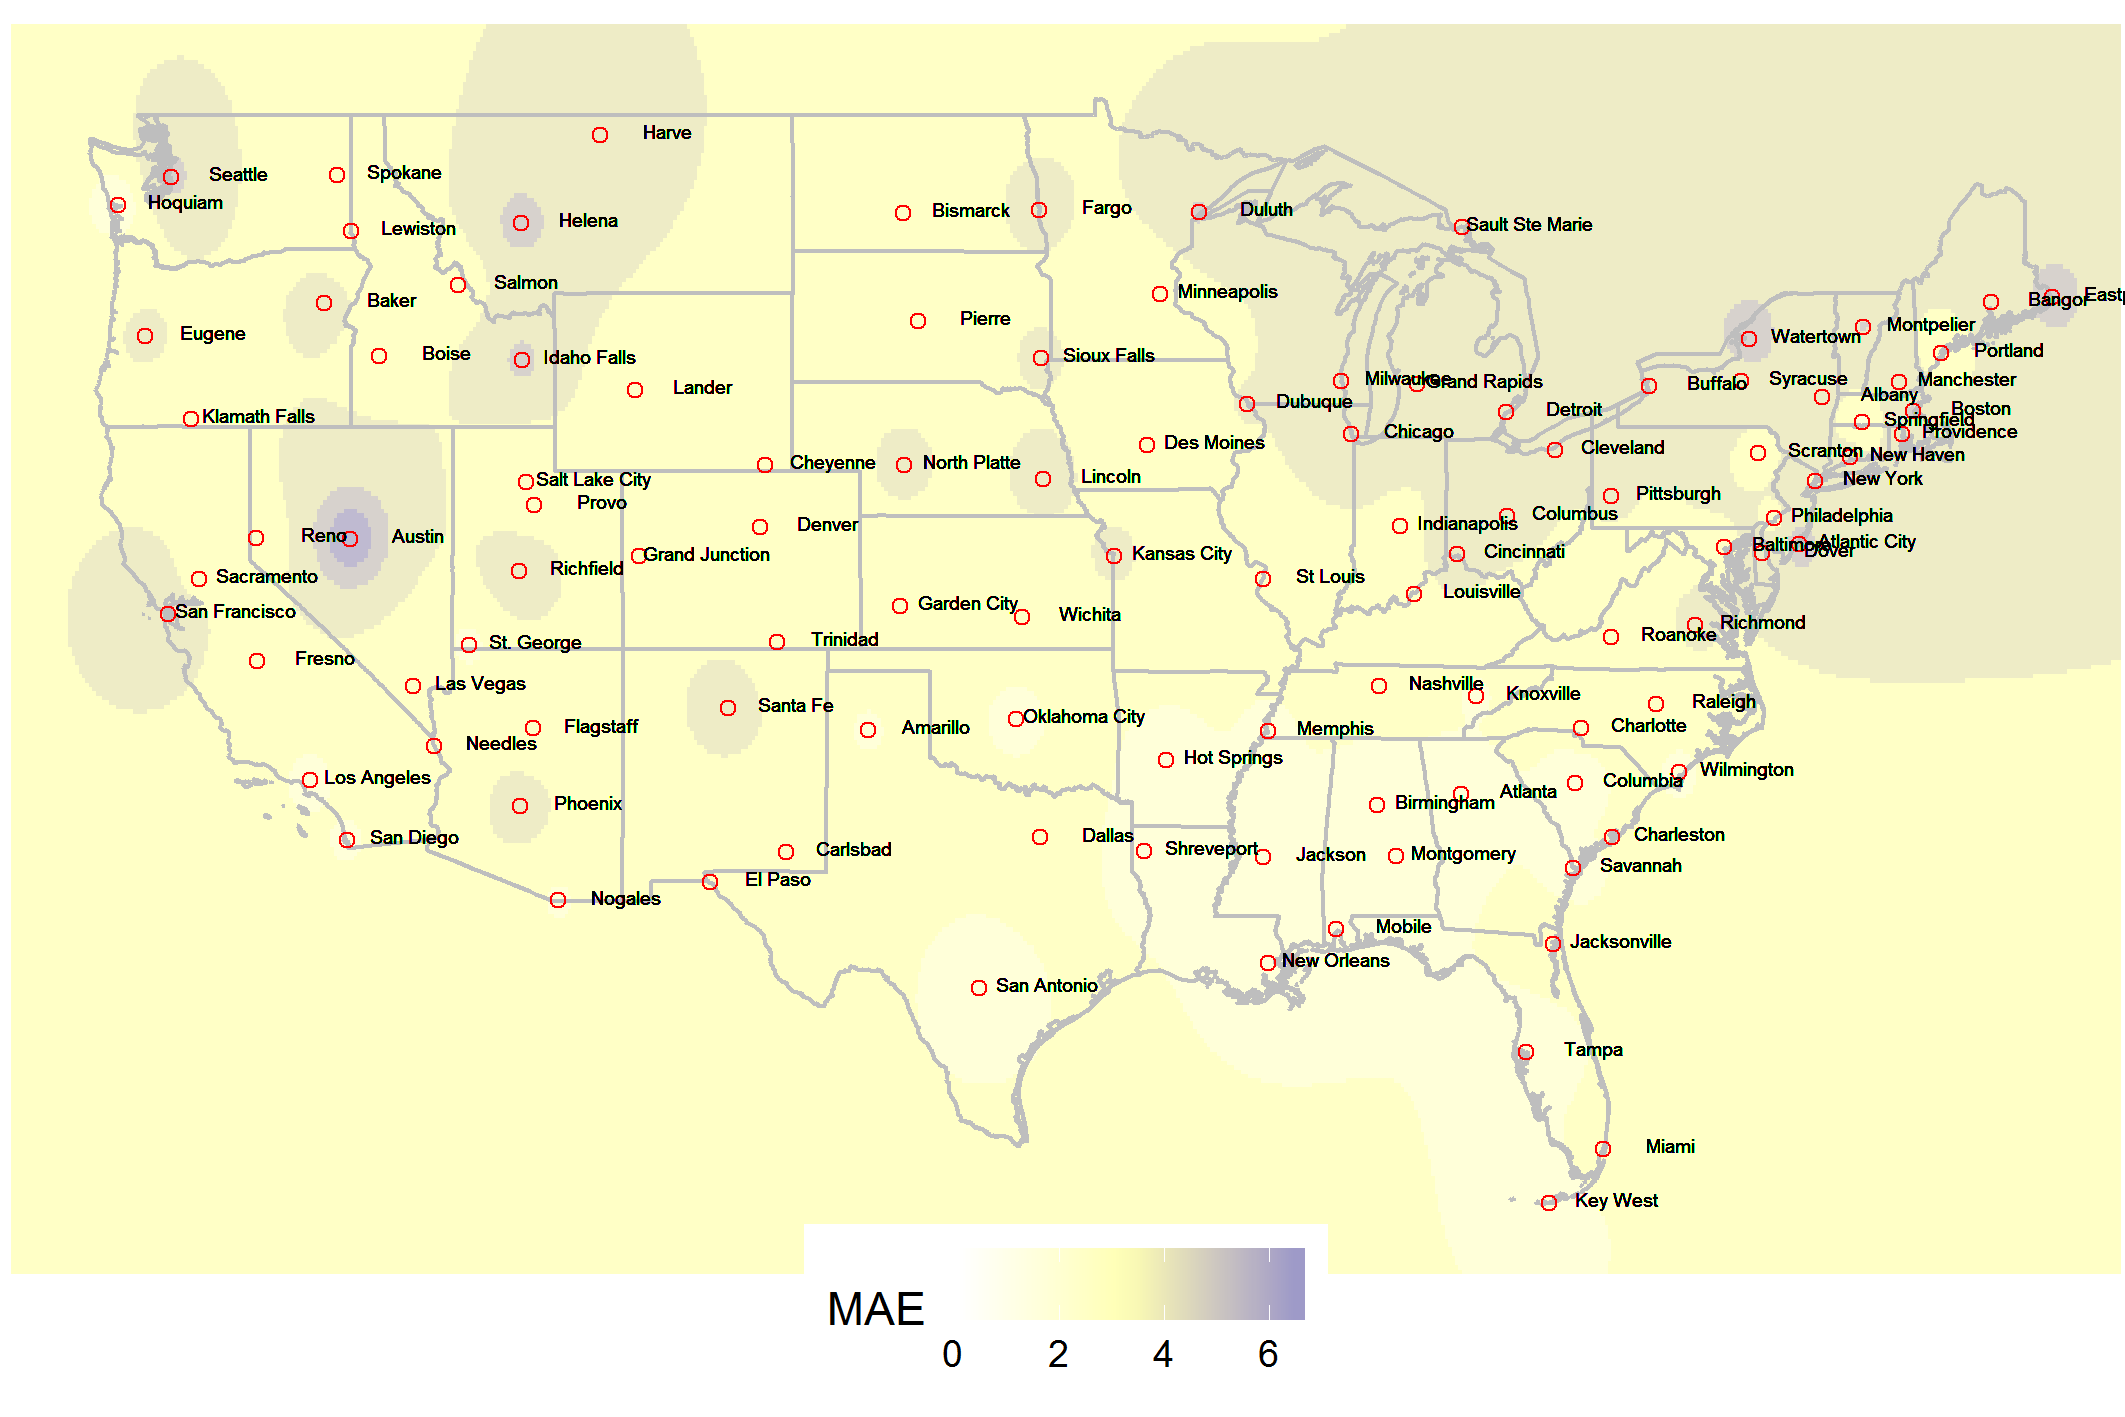 Harve
Seattle
Spokane
Hoquiam
Lewiston
Helena
Bismarck
Fargo
Duluth
Sault Ste Marie
Salmon
Baker
Minneapolis
Bangor
Eastp
Eugene
Boise
Idaho Falls
Pierre
Sioux Falls
Watertown
Montpelier
Portland
Lander
Milwaukee
Grand Rapids
Buffalo
Syracuse
Manchester
Klamath Falls
Dubuque
Detroit
Albany
Boston
Springfield
Chicago
Providence
Des Moines
Cleveland
Scranton
New Haven
Cheyenne
North Platte
Lincoln
Salt Lake City
New York
Provo
Pittsburgh
Denver
Indianapolis
Columbus
Philadelphia
Reno
Austin
Grand Junction
Kansas City
Cincinnati
Baltimore
Atlantic City
Dover
Richfield
Sacramento
St Louis
Louisville
San Francisco
Garden City
Wichita
Richmond
St. George
Trinidad
Roanoke
Fresno
Las Vegas
Nashville
Knoxville
Santa Fe
Raleigh
Flagstaff
Amarillo
Oklahoma City
Memphis
Charlotte
Needles
Hot Springs
Los Angeles
Wilmington
Columbia
Phoenix
Birmingham
Atlanta
San Diego
Dallas
Charleston
Carlsbad
Shreveport
Jackson
Montgomery
Savannah
El Paso
Nogales
Mobile
Jacksonville
New Orleans
San Antonio
Tampa
Miami
Key West
MAE
0 2 4 6